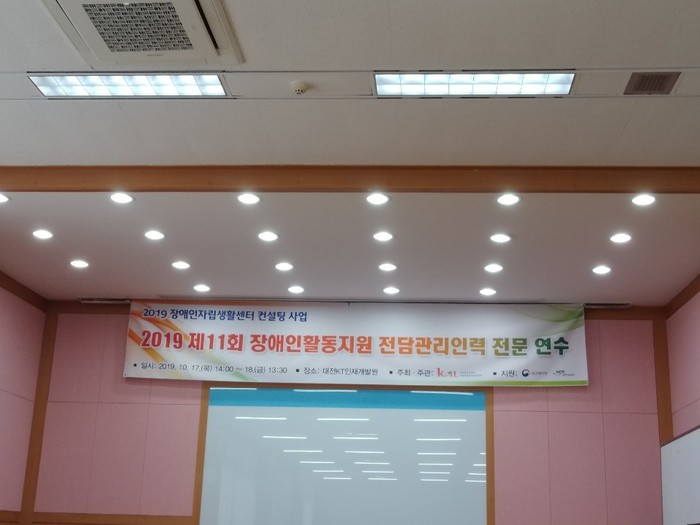 2019 장애인자립생활센터 컨설팅 사업
2019 제11회 장애인활동지원 전담관리인력 전문 연수
■ 일시: 2019. 10. 17.(목) 14:00 ~ 18.(금) 13:30 ■ 장소: 대전KT인재개발원 ■ 주최 · 주관: ■ 지원: